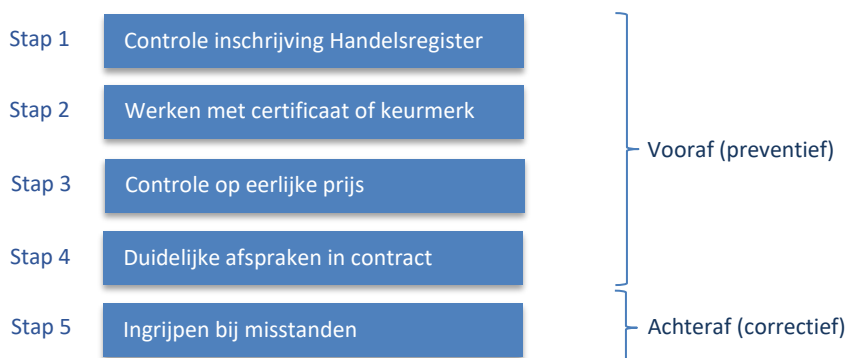 Stap 1 Controle inschrijving Handelsregister
Stap 2 Werken met certificaat of keurmerk
Vooraf (preventief)
Stap 3 Controle op eerlijke prijs
Stap 4 Duidelijke afspraken in contract
Stap 5 Ingrijpen bij misstanden
Achteraf (correctief)